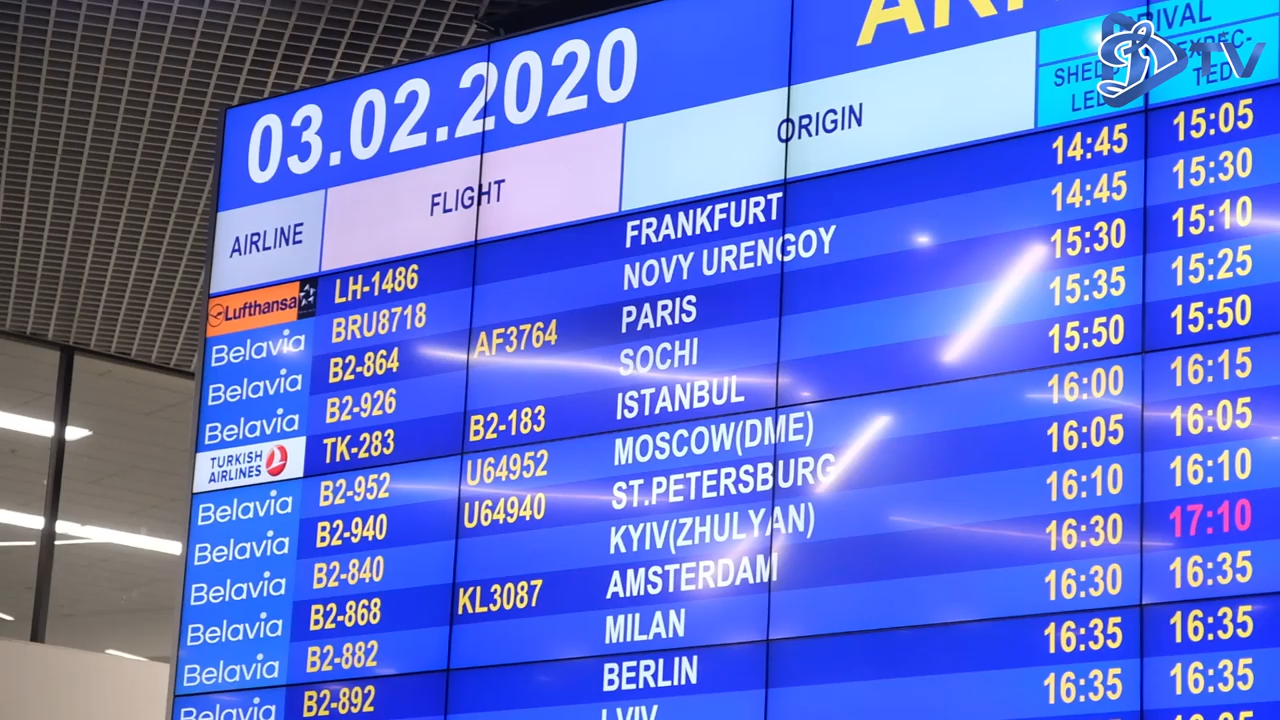 03.02.2020
TV
AIRLINE FLIGHT ORIGIN
Lufthansa LH-1486 FRANKFURT 14:45 15:05
Belavia BRU8718 NOVY URENGOY 14:45 15:30
Belavia B2-864 AF3764 PARIS 15:30 15:10
Belavia B2-926 SOCHI 15:35 15:25
TURKISH AIRLINES TK-283 B2-183 ISTANBUL 15:50 15:50
Belavia B2-952 U64952 MOSCOW(DME) 16:00 16:15
Belavia B2-940 U64940 ST.PETERSBURG 16:05 16:05
Belavia B2-840 KYIV(ZHULYAN) 16:10 16:10
Belavia B2-868 KL3087 AMSTERDAM 16:30 17:10
Belavia B2-882 MILAN 16:30 16:35
Belavia B2-892 BERLIN 16:35 16:35
LVIV 16:35 16:35